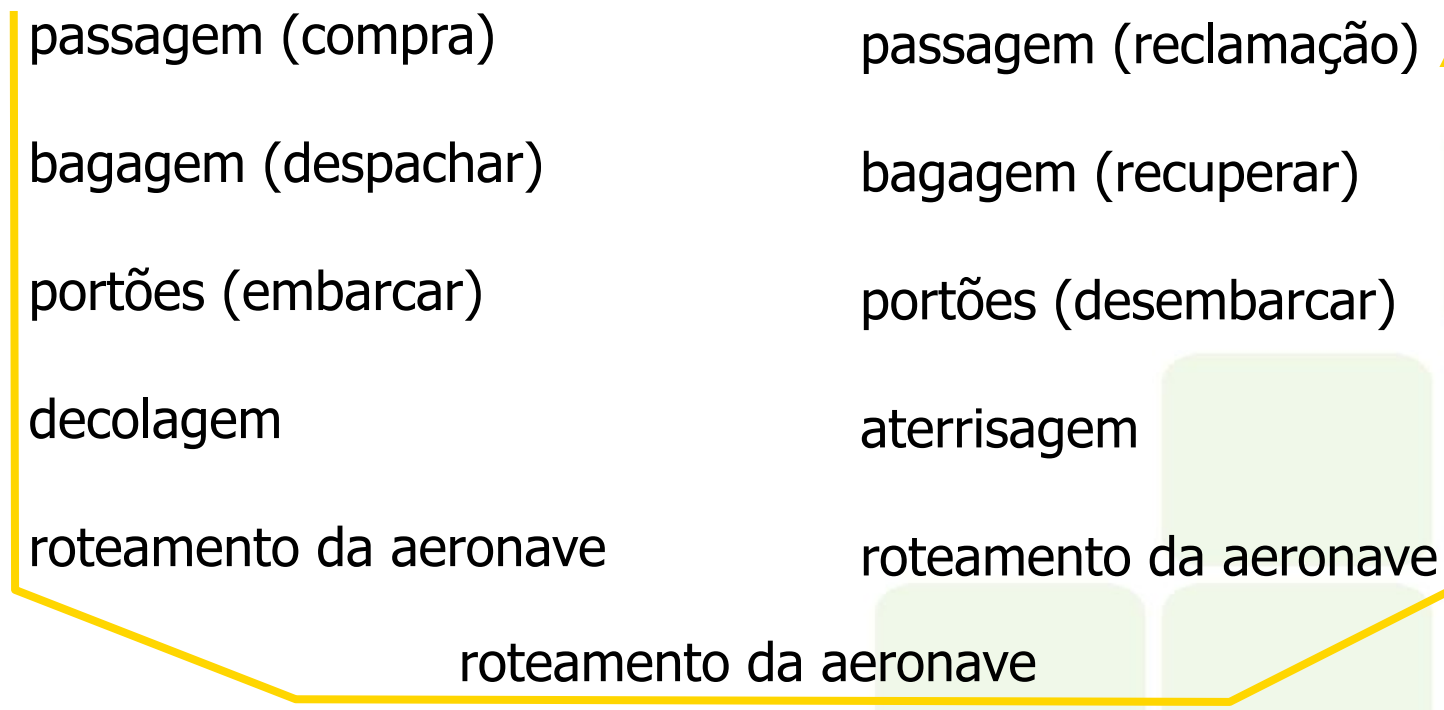 passagem (compra)
bagagem (despachar)
portões (embarcar)
decolagem
roteamento da aeronave
passagem (reclamação)
bagagem (recuperar)
portões (desembarcar)
aterrisagem
roteamento da aeronave
roteamento da aeronave